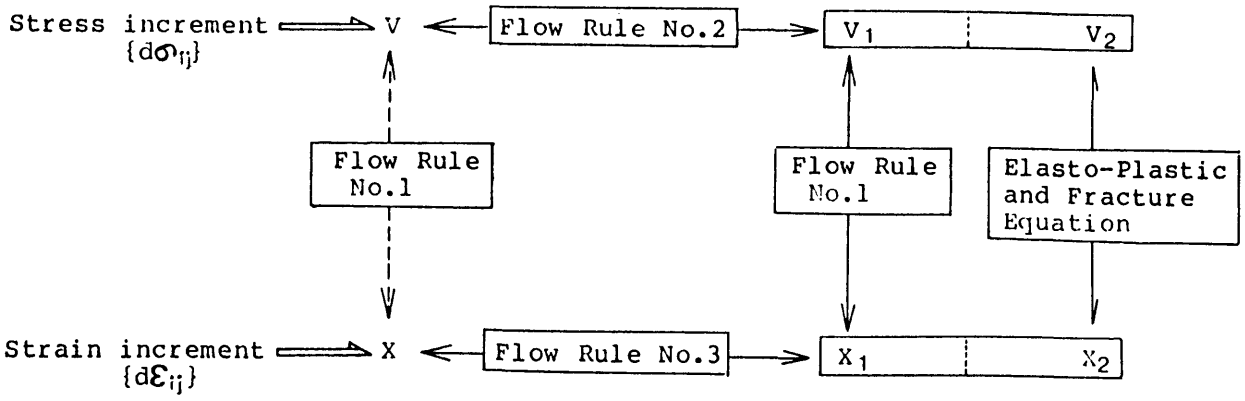 Stress increment
{dσij}
V
Flow Rule No.2
V1
V2
Flow Rule
No.1
Flow Rule
No.1
Elasto-Plastic
and Fracture
Equation
Strain increment
{dεij}
X
Flow Rule No.3
X1
X2